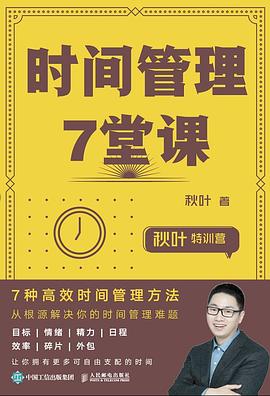 时间管理
7堂课
秋叶 著
秋叶 特训营
7种高效时间管理方法
从根源解决你的时间管理难题
目标 | 情绪 | 精力 | 日程
效率 | 碎片 | 外包
让你拥有更多可自由支配的时间
中国工信出版集团
人民邮电出版社
POSTS & TELECOM PRESS